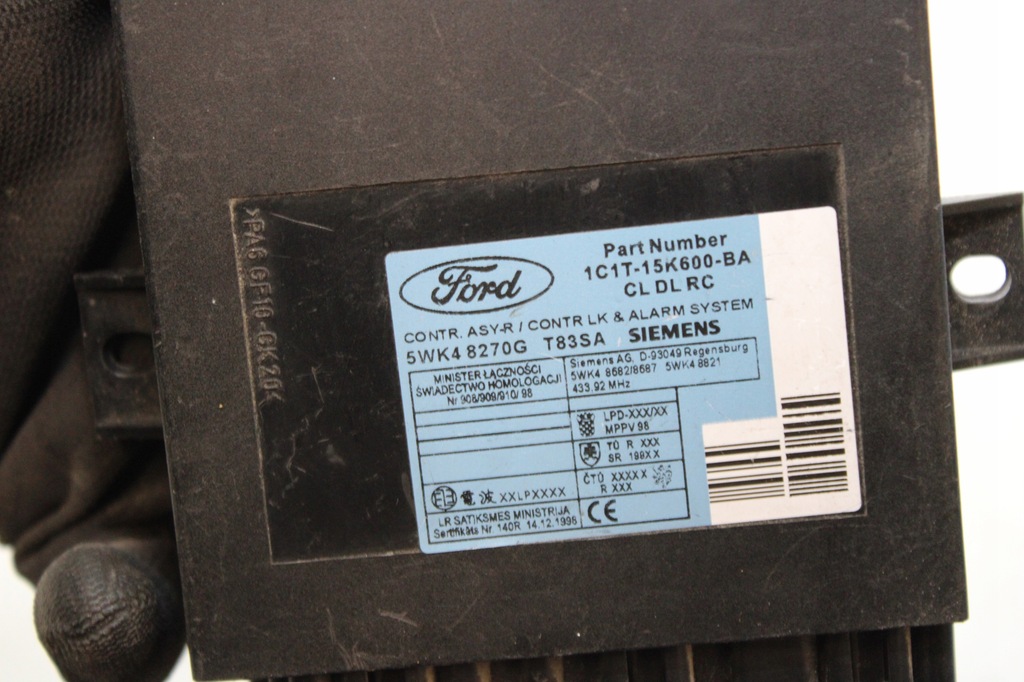 >PA6 GF10-GK20<
Ford
Part Number
1C1T-15K600-BA
CL DL RC
CONTR. ASY-R / CONTR LK & ALARM SYSTEM
5WK4 8270G T83SA SIEMENS
MINISTER ŁĄCZNOŚCI
ŚWIADECTWO HOMOLOGACJI
Nr 908/909/910/ 98
Siemens AG, D-93049 Regensburg
5WK4 8682/8687 5WK4 8821
433.92 MHz
LPD-XXX/XX
MPPV 98
TÚ R XXX
SR 199XX
ČTÚ XXXXX
R XXX
電波 XXLPXXXX
LR SATIKSMES MINISTRIJA
Sertifikāts Nr. 140R 14.12.1998
CE